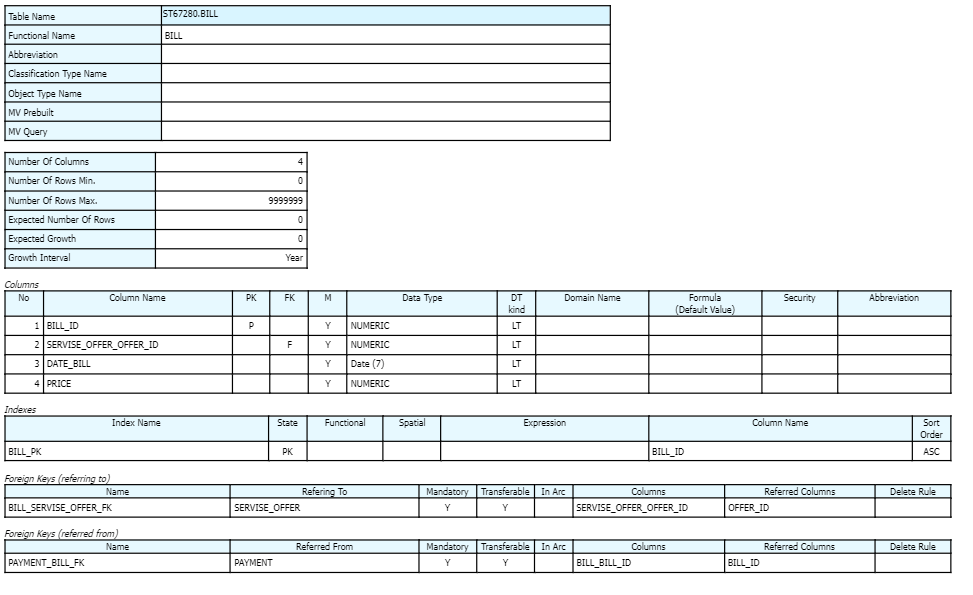 Table Name ST67280.BILL
Functional Name BILL
Abbreviation
Classification Type Name
Object Type Name
MV Prebuilt
MV Query
Number Of Columns 4
Number Of Rows Min. 0
Number Of Rows Max. 9999999
Expected Number Of Rows 0
Expected Growth 0
Growth Interval Year
Columns
No Column Name PK FK M Data Type DT kind Domain Name Formula (Default Value) Security Abbreviation
1 BILL_ID P Y NUMERIC LT
2 SERVISE_OFFER_OFFER_ID F Y NUMERIC LT
3 DATE_BILL Y Date (7) LT
4 PRICE Y NUMERIC LT
Indexes
Index Name State Functional Spatial Expression Column Name Sort Order
BILL_PK PK BILL_ID ASC
Foreign Keys (referring to)
Name Refering To Mandatory Transferable In Arc Columns Referred Columns Delete Rule
BILL_SERVISE_OFFER_FK SERVISE_OFFER Y Y SERVISE_OFFER_OFFER_ID OFFER_ID
Foreign Keys (referred from)
Name Referred From Mandatory Transferable In Arc Columns Referred Columns Delete Rule
PAYMENT_BILL_FK PAYMENT Y Y BILL_BILL_ID BILL_ID